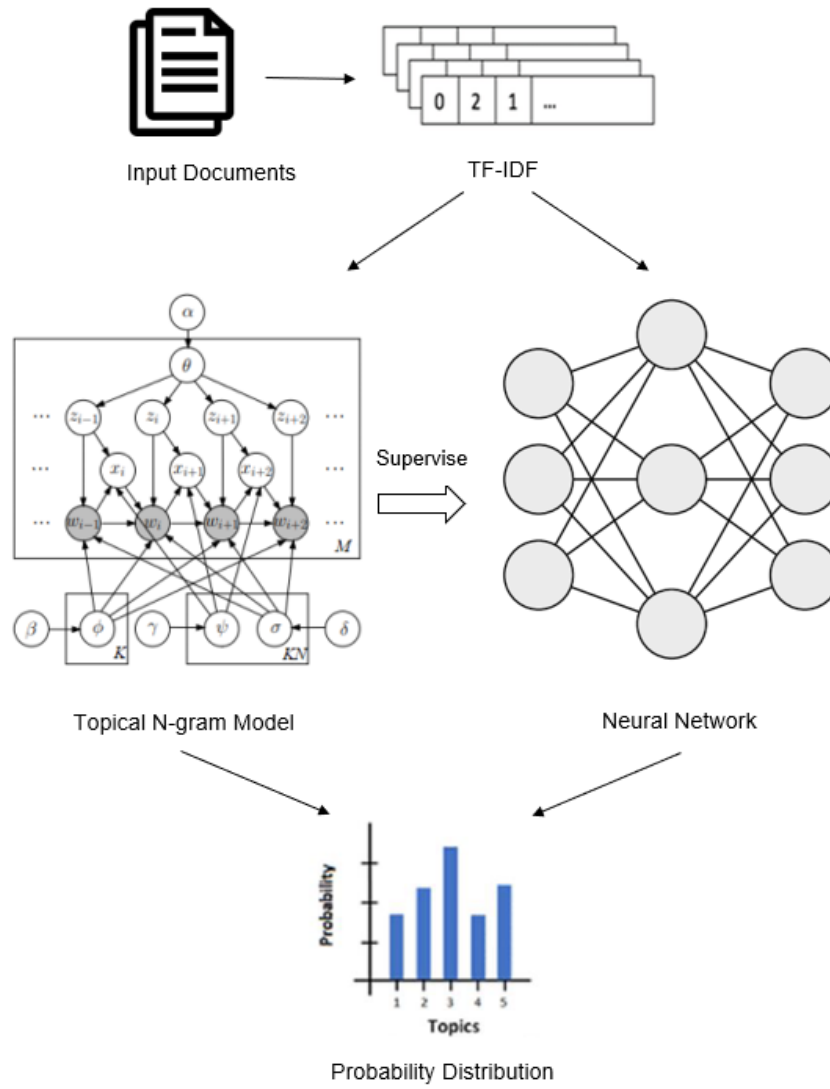 0 2 1 ...
Input Documents
TF-IDF
α
θ
... z_{i-1} z_i z_{i+1} z_{i+2} ...
... x_i x_{i+1} x_{i+2} ...
... w_{i-1} w_i w_{i+1} w_{i+2} ...
M
Supervise
β ϕ γ ψ σ δ
K KN
Topical N-gram Model
Neural Network
Probability
1 2 3 4 5
Topics
Probability Distribution